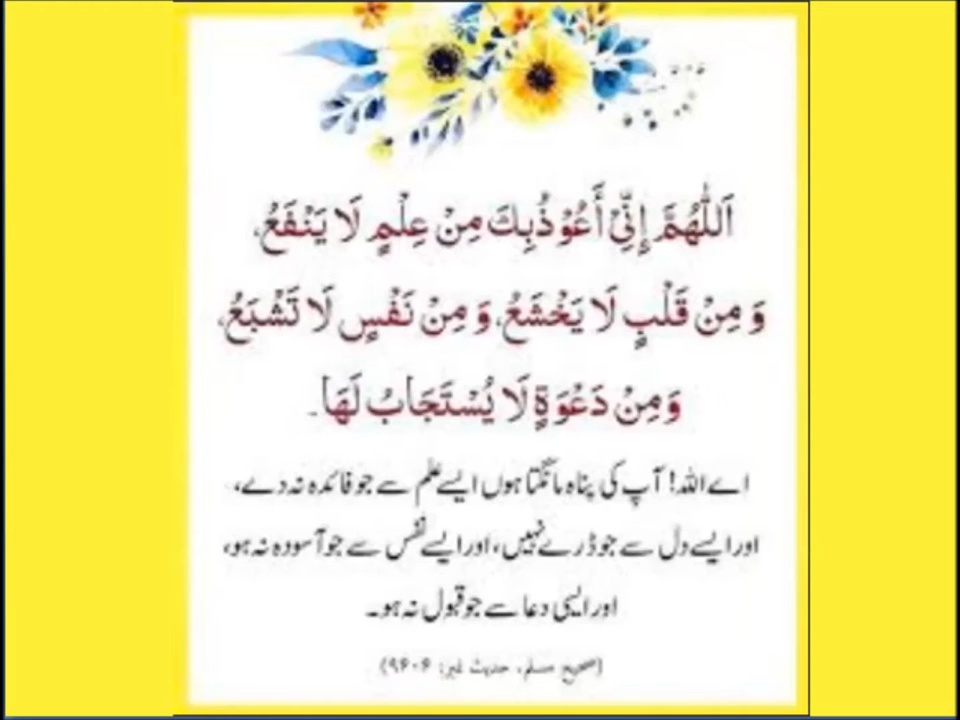 اَللّٰهُمَّ إِنِّيْ أَعُوْذُبِكَ مِنْ عِلْمٍ لَا يَنْفَعُ،
وَ مِنْ قَلْبٍ لَا يَخْشَعُ، وَ مِنْ نَفْسٍ لَا تَشْبَعُ،
وَ مِنْ دَعْوَةٍ لَا يُسْتَجَابُ لَهَا۔
اے اللہ! آپ کی پناہ مانگتا ہوں ایسے علم سے جو فائدہ نہ دے،
اور ایسے دل سے جو ڈرے نہیں، اور ایسے نفس سے جو آسودہ نہ ہو،
اور ایسی دعا سے جو قبول نہ ہو۔
(صحیح مسلم، حدیث نمبر: